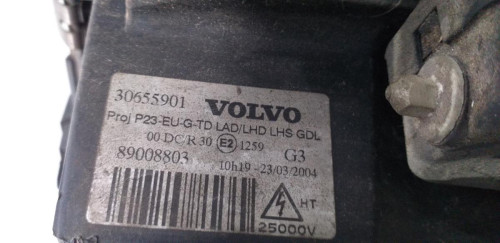 30655901 VOLVO
Proj P23-EU-G-TD LAD/LHD LHS GDL
00 DC/R 30 E2 1259 G3
89008803 10h19 - 23/03/2004
HT
25000V